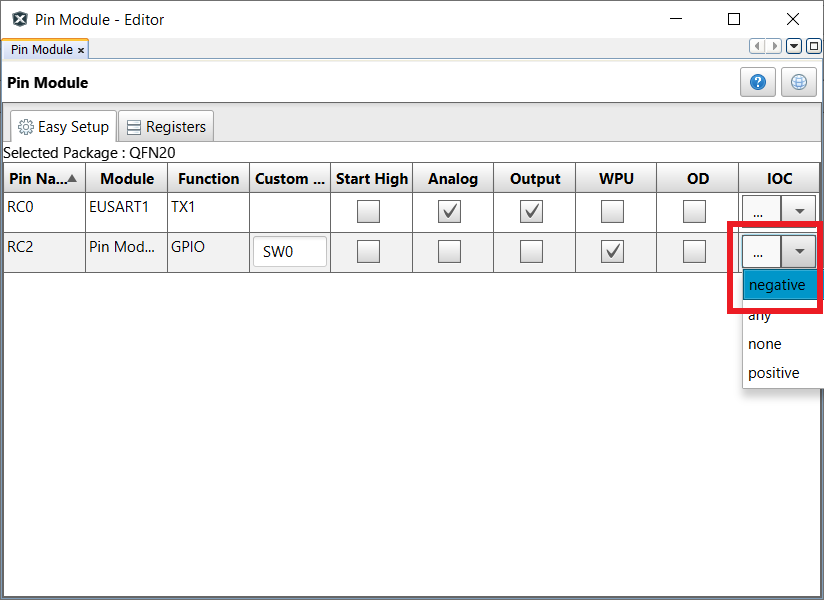 Pin Module - Editor
Pin Module ×
Pin Module
?
Easy Setup Registers
Selected Package : QFN20
Pin Na... Module Function Custom ... Start High Analog Output WPU OD IOC
RC0 EUSART1 TX1 ...
RC2 Pin Mod... GPIO SW0 ...
negative
any
none
positive